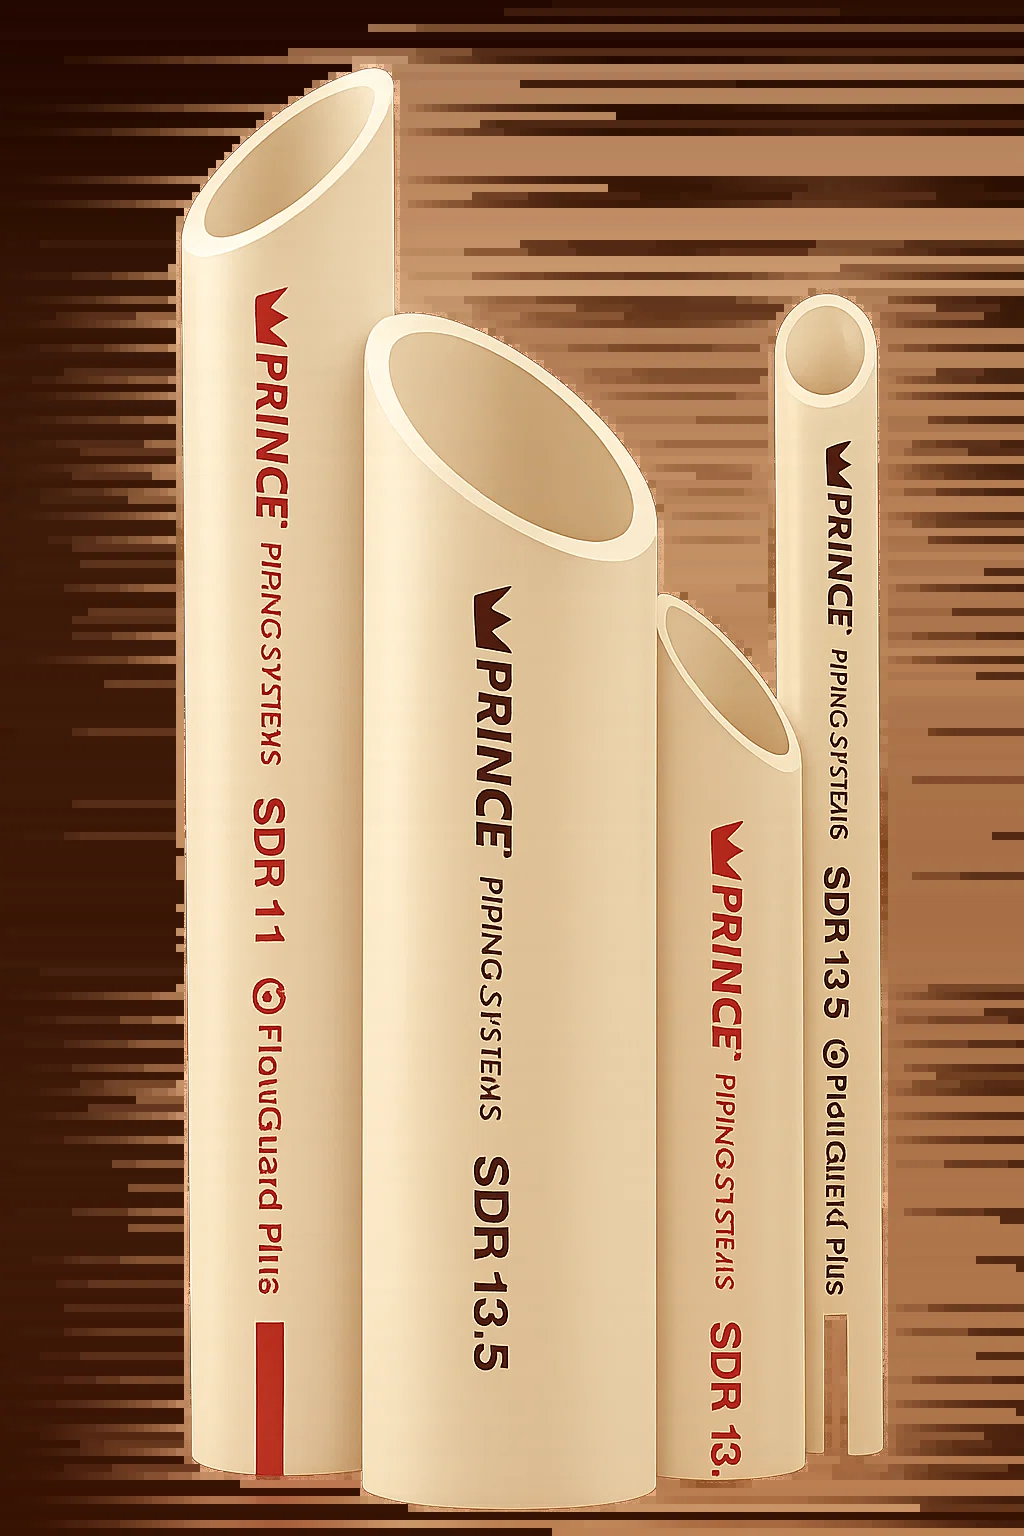 PRINCE PIPING SYSTEMS SDR 11 FlowGuard Plus
PRINCE PIPING SYSTEMS SDR 13.5
PRINCE PIPING SYSTEMS SDR 13.
PRINCE PIPING SYSTEMS SDR 13 5 Plus